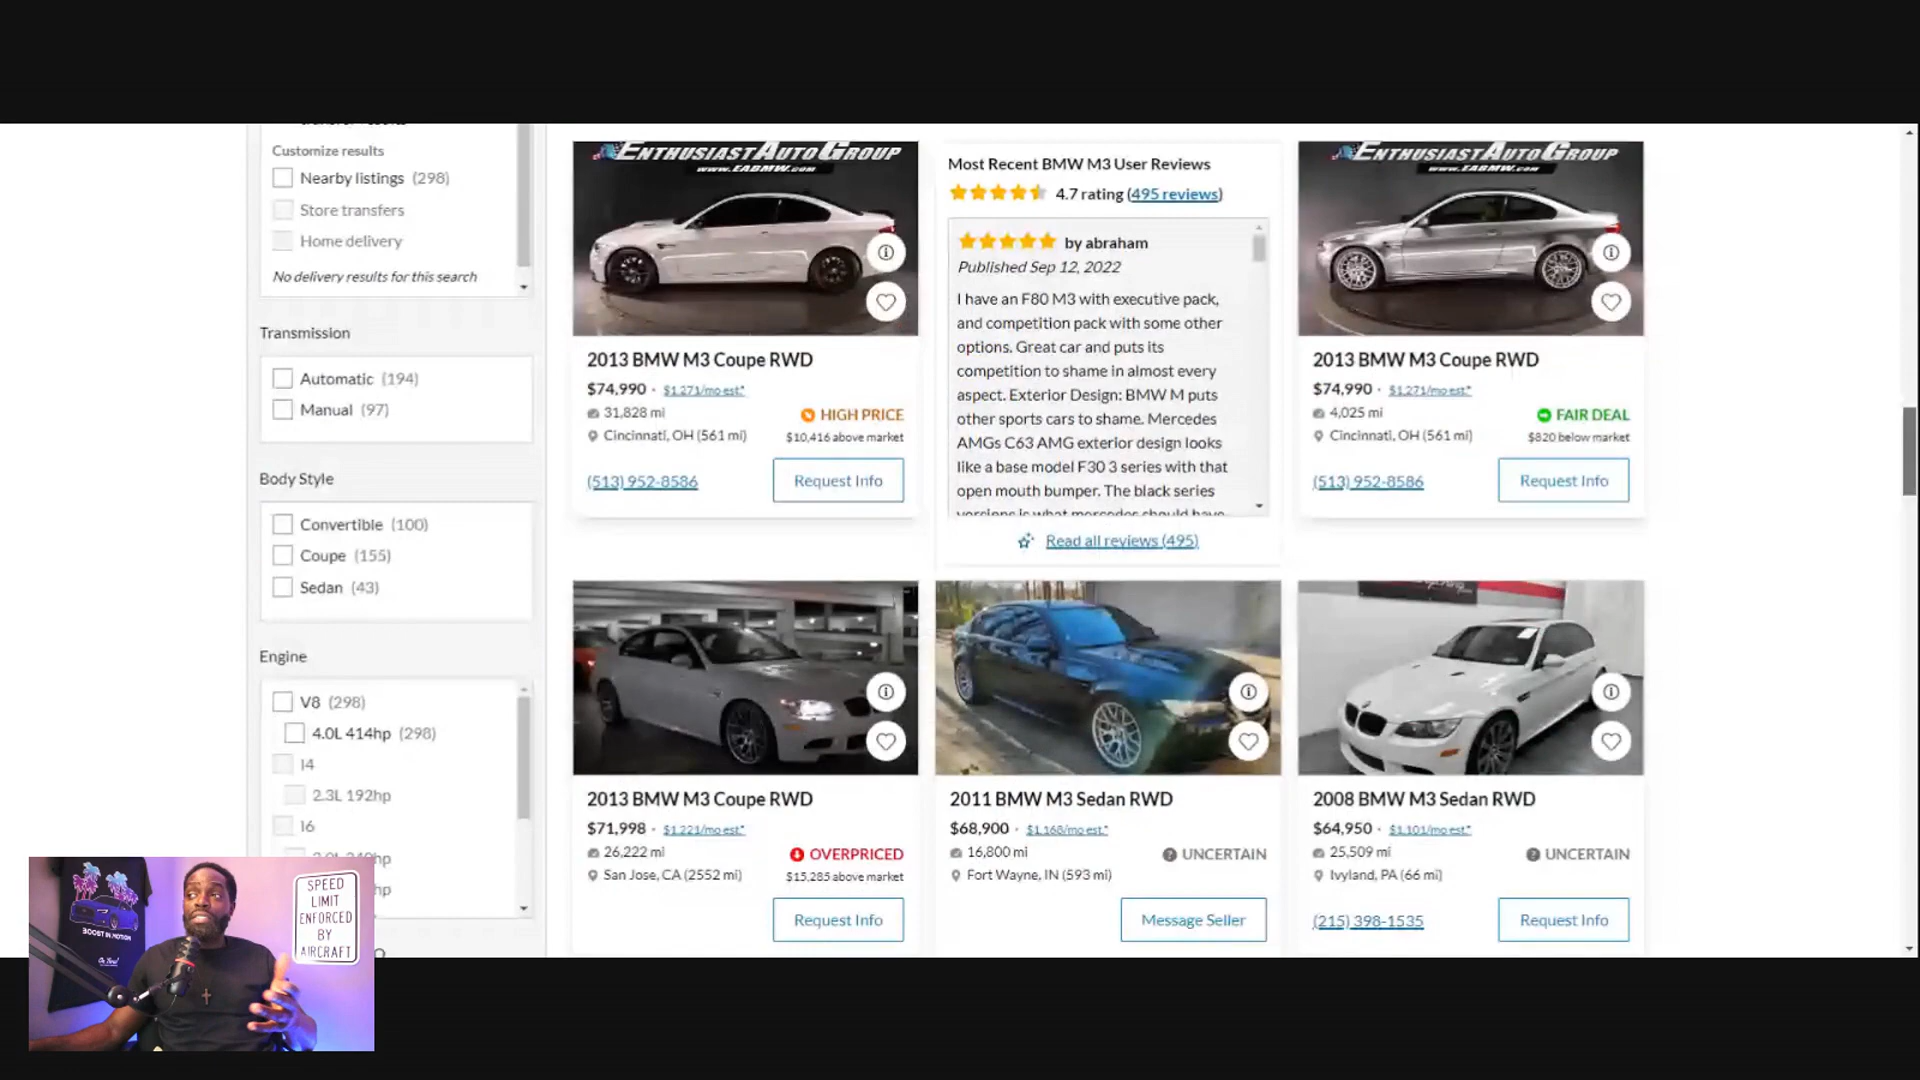 Customize results
Nearby listings (298)
Store transfers
Home delivery
No delivery results for this search
Transmission
Automatic (194)
Manual (97)
Body Style
Convertible (100)
Coupe (155)
Sedan (43)
Engine
V8 (298)
4.0L 414hp (298)
I4
2.3L 192hp
I6
hp
hp
ENTHUSIAST AUTO GROUP
www.EABMW.com
2013 BMW M3 Coupe RWD
$74,990 · $1,271/mo est.*
31,828 mi
HIGH PRICE
Cincinnati, OH (561 mi)
$10,416 above market
(513) 952-8586
Request Info
Most Recent BMW M3 User Reviews
4.7 rating (495 reviews)
by abraham
Published Sep 12, 2022
I have an F80 M3 with executive pack,
and competition pack with some other
options. Great car and puts its
competition to shame in almost every
aspect. Exterior Design: BMW M puts
other sports cars to shame. Mercedes
AMGs C63 AMG exterior design looks
like a base model F30 3 series with that
open mouth bumper. The black series
versions is what mercedes should have
Read all reviews (495)
ENTHUSIAST AUTO GROUP
www.EABMW.com
2013 BMW M3 Coupe RWD
$74,990 · $1,271/mo est.*
4,025 mi
FAIR DEAL
Cincinnati, OH (561 mi)
$820 below market
(513) 952-8586
Request Info
2013 BMW M3 Coupe RWD
$71,998 · $1,221/mo est.*
26,222 mi
OVERPRICED
San Jose, CA (2552 mi)
$15,285 above market
Request Info
2011 BMW M3 Sedan RWD
$68,900 · $1,168/mo est.*
16,800 mi
UNCERTAIN
Fort Wayne, IN (593 mi)
Message Seller
2008 BMW M3 Sedan RWD
$64,950 · $1,101/mo est.*
25,509 mi
UNCERTAIN
Ivyland, PA (66 mi)
(215) 398-1535
Request Info
BOOST IN MOTION
SPEED
LIMIT
ENFORCED
BY
AIRCRAFT